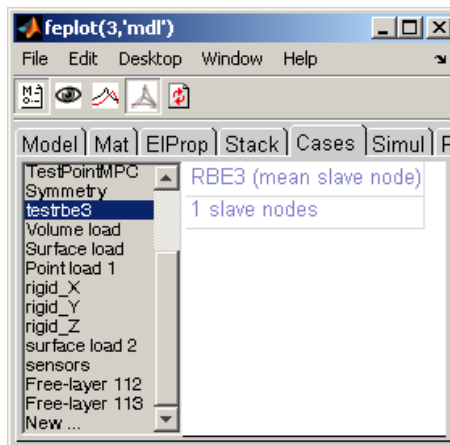 feplot(3,'mdl')
File Edit Desktop Window Help
Model Mat ElProp Stack Cases Simul
TestPointMPC
Symmetry
testrbe3
Volume load
Surface load
Point load 1
rigid_X
rigid_Y
rigid_Z
surface load 2
sensors
Free-layer 112
Free-layer 113
New ...
RBE3 (mean slave node)
1 slave nodes